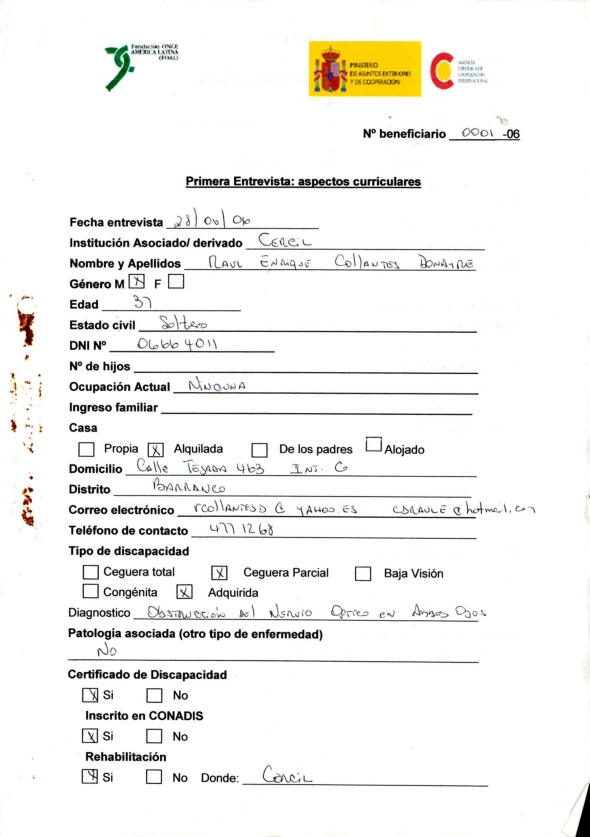 Fundación ONCE
AMERICA LATINA
(FOAL)
MINISTERIO
DE ASUNTOS EXTERIORES
Y DE COOPERACIÓN
AGENCIA
ESPAÑOLA DE
COOPERACIÓN
INTERNACIONAL
Nº beneficiario 0001 -06
Primera Entrevista: aspectos curriculares
Fecha entrevista 28/06/06
Institución Asociado/ derivado CERCIL
Nombre y Apellidos RAUL ENRIQUE COllANTES DONAYRE
Género M X F
Edad 37
Estado civil Soltero
DNI Nº 06664011
Nº de hijos
Ocupación Actual NINGUNA
Ingreso familiar
Casa
Propia X Alquilada De los padres Alojado
Domicilio Calle TEJADA 463 INT. C
Distrito BARRANCO
Correo electrónico rcollANTESD @ YAHOO.ES CDRAULE @ hotmail.com
Teléfono de contacto 4771268
Tipo de discapacidad
Ceguera total X Ceguera Parcial Baja Visión
Congénita X Adquirida
Diagnostico OBSTRUCCIÓN del NERVIO OPTICO EN AMBOS OJOS
Patología asociada (otro tipo de enfermedad)
No
Certificado de Discapacidad
X Si No
Inscrito en CONADIS
X Si No
Rehabilitación
X Si No Donde: CERCIL